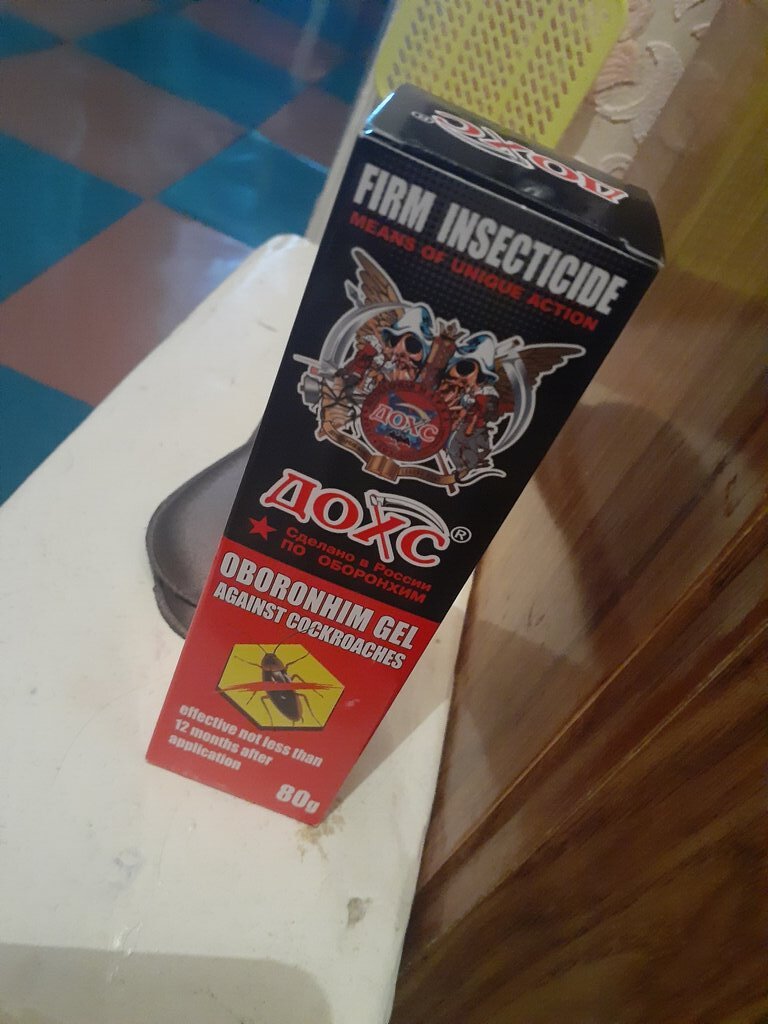 ДОХС
FIRM INSECTICIDE
MEANS OF UNIQUE ACTION
ДОХС
ДОХС®
Сделано в России
ПО ОБОРОНХИМ
OBORONHIM GEL
AGAINST COCKROACHES
effective not less than
12 months after
application
80g